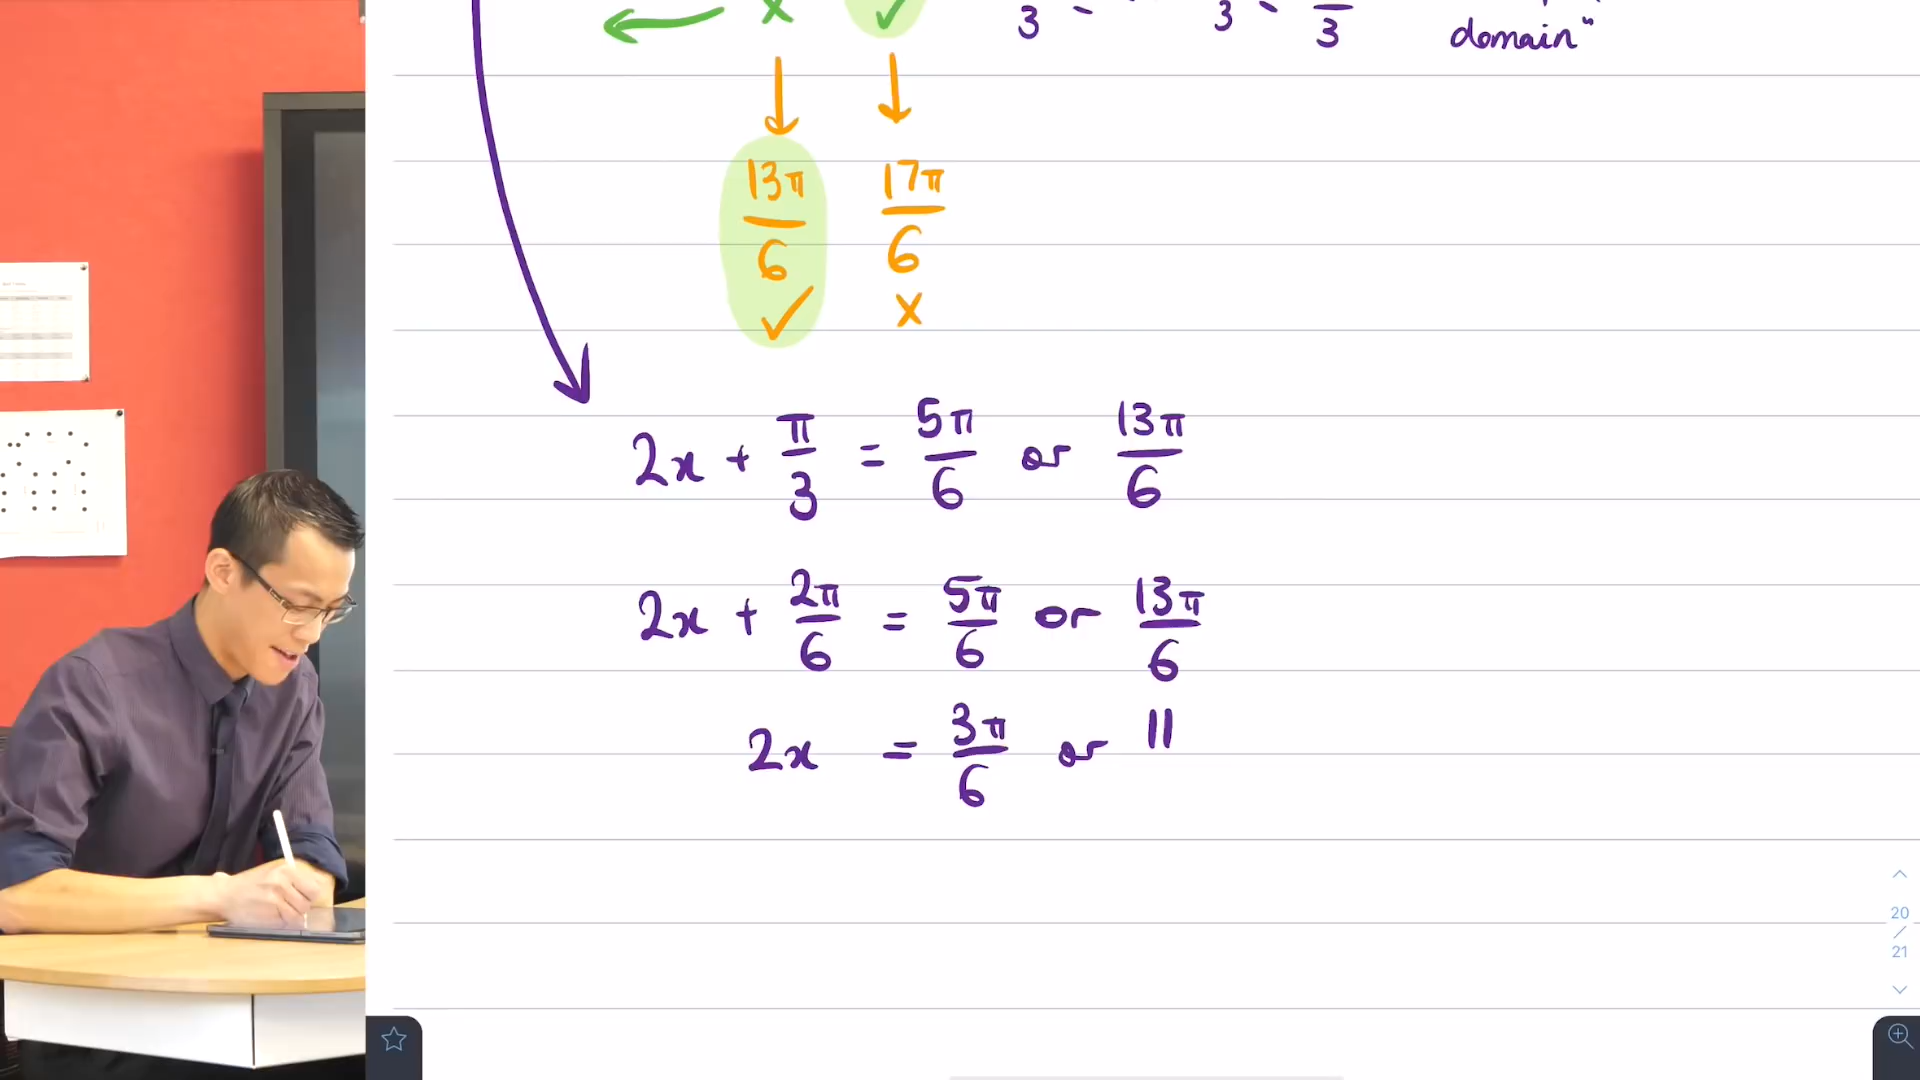 x ✓
3 3 3
domain"
13π/6 17π/6
✓ x
2x + π/3 = 5π/6 or 13π/6
2x + 2π/6 = 5π/6 or 13π/6
2x = 3π/6 or 11
20
/
21